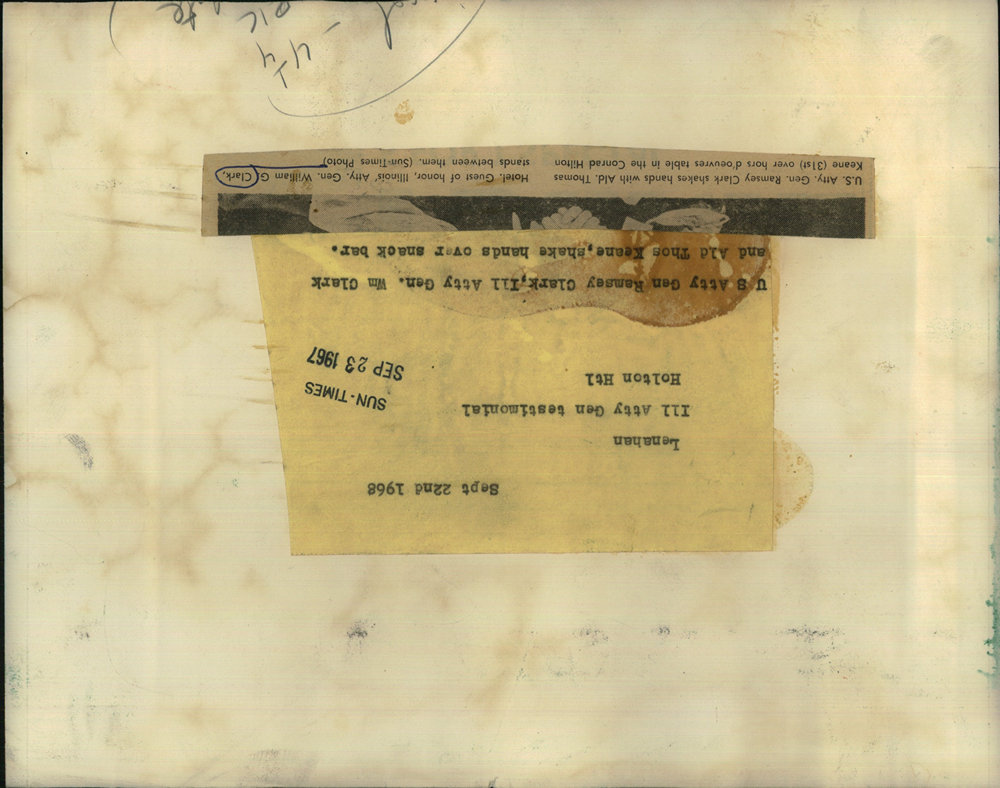 Sept 22nd 1968
Lenahan
Ill Atty Gen testimonial
Holton Htl
SUN-TIMES
SEP 23 1967
U S Atty Gen Ramsey Clark,Ill Atty Gen. Wm Clark
and Ald Thos Keane,shake hands over snack bar.
U.S. Atty. Gen. Ramsey Clark shakes hands with Ald. Thomas
Keane (31st) over hors d'oeuvres table in the Conrad Hilton
Hotel. Guest of honor, Illinois' Atty. Gen. William G Clark,
stands between them. (Sun-Times Photo)